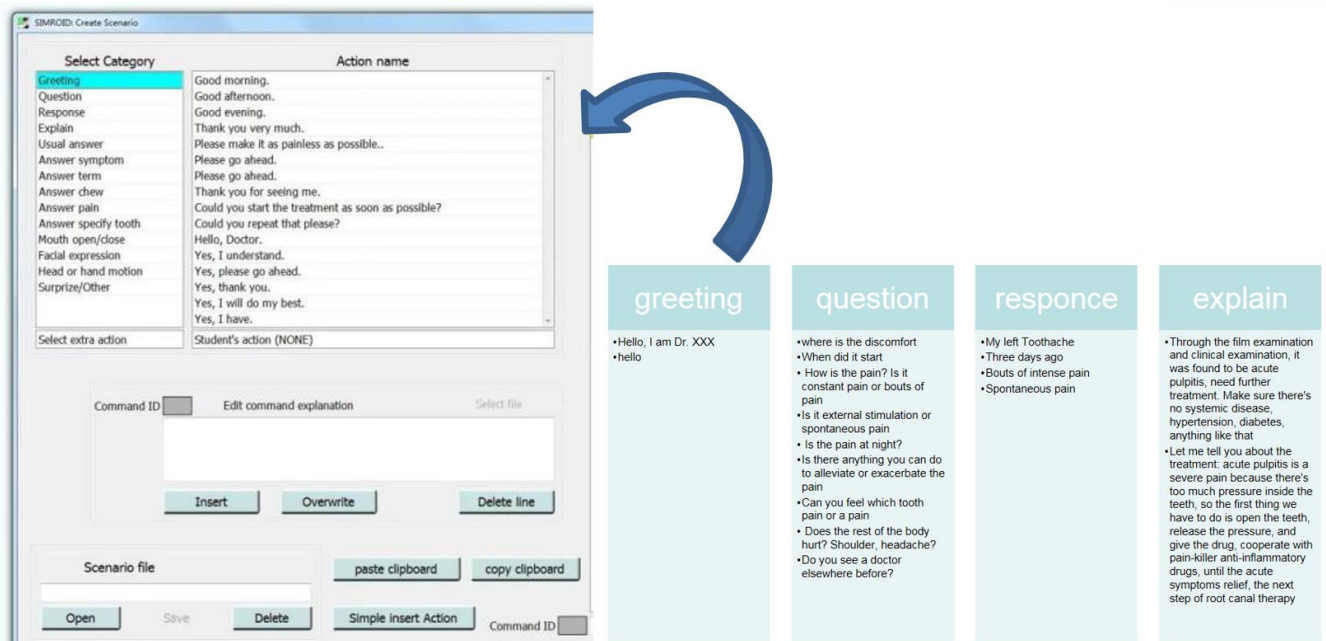 SIMROID: Create Scenario
Select Category
Action name
Greeting
Question
Response
Explain
Usual answer
Answer symptom
Answer term
Answer chew
Answer pain
Answer specify tooth
Mouth open/close
Facial expression
Head or hand motion
Surprize/Other
Select extra action
Good morning.
Good afternoon.
Good evening.
Thank you very much.
Please make it as painless as possible..
Please go ahead.
Please go ahead.
Thank you for seeing me.
Could you start the treatment as soon as possible?
Could you repeat that please?
Hello, Doctor.
Yes, I understand.
Yes, please go ahead.
Yes, thank you.
Yes, I will do my best.
Yes, I have.
Student's action (NONE)
Command ID
Edit command explanation
Select file
Insert
Overwrite
Delete line
Scenario file
paste clipboard
copy clipboard
Open
Save
Delete
Simple insert Action
Command ID
greeting
•Hello, I am Dr. XXX
•hello
question
•where is the discomfort
•When did it start
• How is the pain? Is it
constant pain or bouts of
pain
•Is it external stimulation or
spontaneous pain
• Is the pain at night?
•Is there anything you can do
to alleviate or exacerbate the
pain
•Can you feel which tooth
pain or a pain
• Does the rest of the body
hurt? Shoulder, headache?
•Do you see a doctor
elsewhere before?
responce
•My left Toothache
•Three days ago
•Bouts of intense pain
•Spontaneous pain
explain
•Through the film examination
and clinical examination, it
was found to be acute
pulpitis, need further
treatment. Make sure there's
no systemic disease,
hypertension, diabetes,
anything like that
•Let me tell you about the
treatment: acute pulpitis is a
severe pain because there's
too much pressure inside the
teeth, so the first thing we
have to do is open the teeth,
release the pressure, and
give the drug, cooperate with
pain-killer anti-inflammatory
drugs, until the acute
symptoms relief, the next
step of root canal therapy